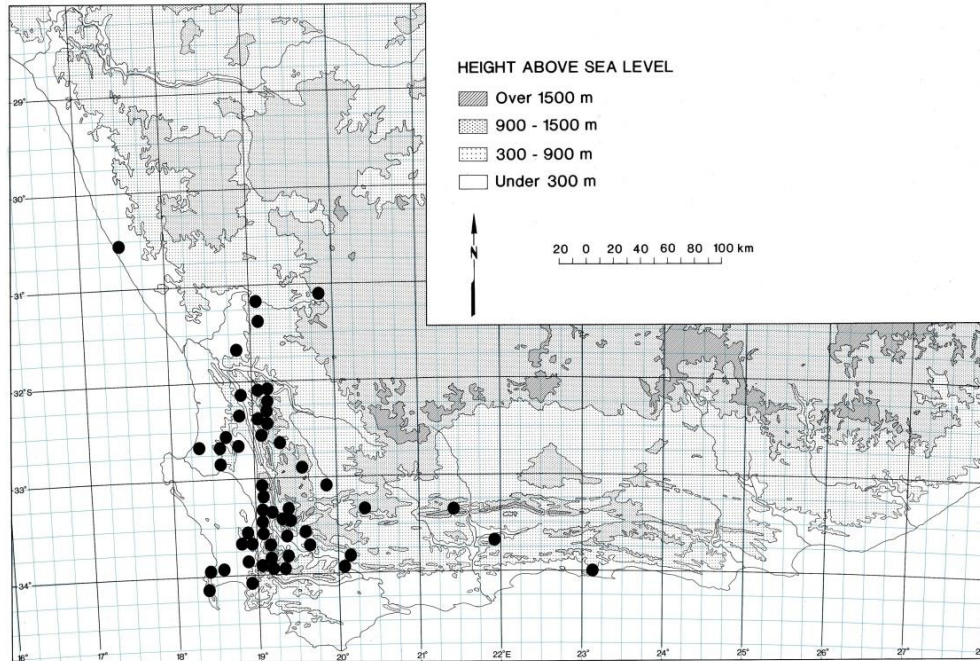 HEIGHT ABOVE SEA LEVEL
Over 1500 m
900 - 1500 m
300 - 900 m
Under 300 m
N
20 0 20 40 60 80 100 km
29°
30°
31°
32°S
33°
34°
16° 17° 18° 19° 20° 21° 22°E 23° 24° 25° 26° 27°